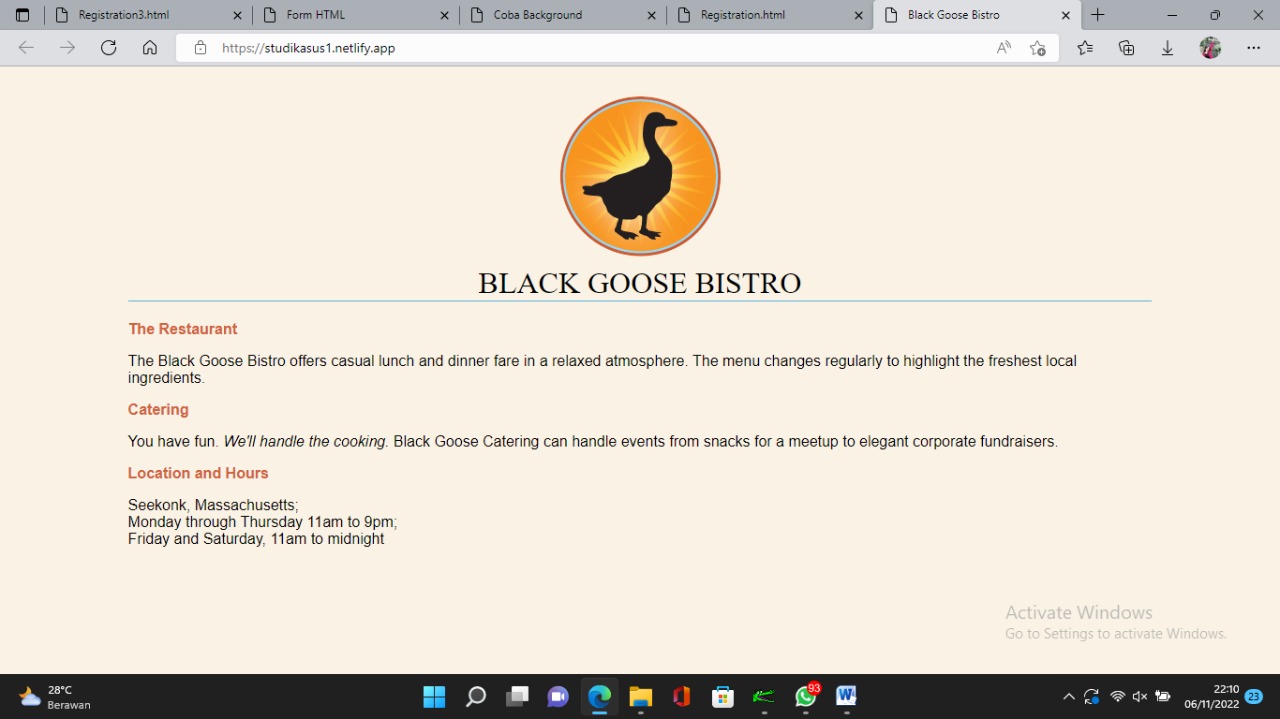 Registration3.html
Form HTML
Coba Background
Registration.html
Black Goose Bistro
https://studikasus1.netlify.app
BLACK GOOSE BISTRO
The Restaurant
The Black Goose Bistro offers casual lunch and dinner fare in a relaxed atmosphere. The menu changes regularly to highlight the freshest local
ingredients.
Catering
You have fun. We'll handle the cooking. Black Goose Catering can handle events from snacks for a meetup to elegant corporate fundraisers.
Location and Hours
Seekonk, Massachusetts;
Monday through Thursday 11am to 9pm;
Friday and Saturday, 11am to midnight
Activate Windows
Go to Settings to activate Windows.
28°C
Berawan
93
22:10
06/11/2022
23